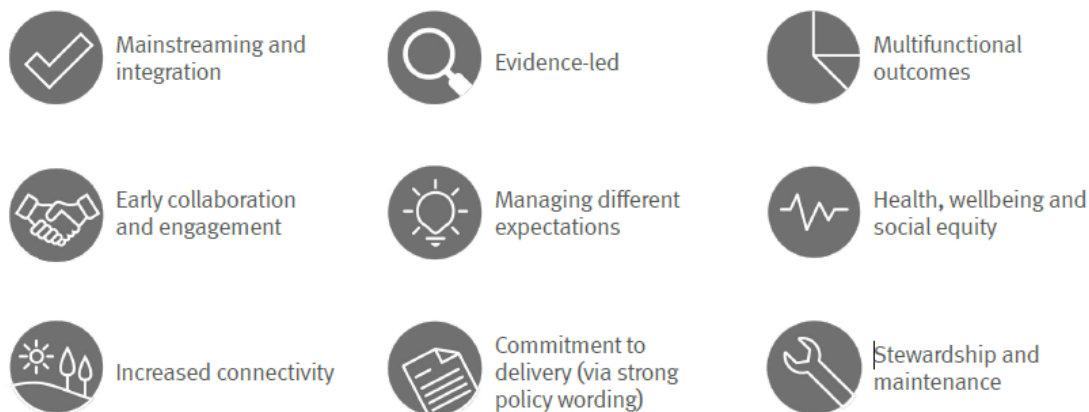 Mainstreaming and
integration
Evidence-led
Multifunctional
outcomes
Early collaboration
and engagement
Managing different
expectations
Health, wellbeing and
social equity
Increased connectivity
Commitment to
delivery (via strong
policy wording)
Stewardship and
maintenance